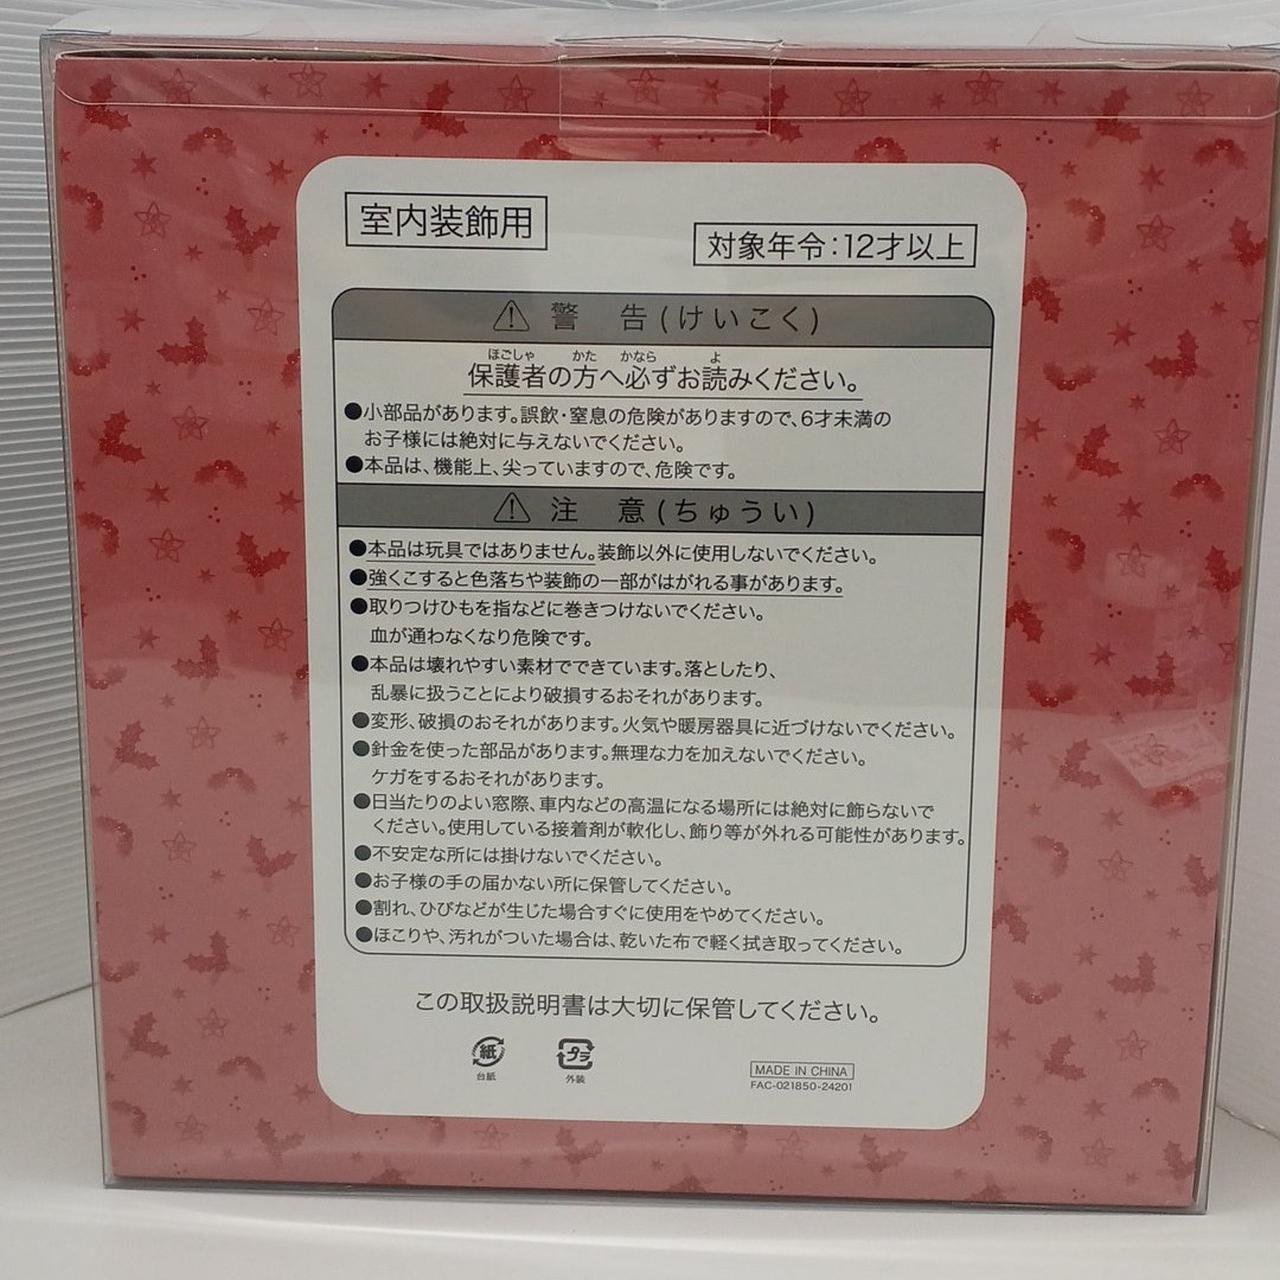 室内装飾用
対象年令:12才以上
⚠ 警 告(けいこく)
保護者の方へ必ずお読みください。
●小部品があります。誤飲・窒息の危険がありますので、6才未満の
お子様には絶対に与えないでください。
●本品は、機能上、尖っていますので、危険です。
⚠ 注 意(ちゅうい)
●本品は玩具ではありません。装飾以外に使用しないでください。
●強くこすると色落ちや装飾の一部がはがれる事があります。
●取りつけひもを指などに巻きつけないでください。
血が通わなくなり危険です。
●本品は壊れやすい素材でできています。落としたり、
乱暴に扱うことにより破損するおそれがあります。
●変形、破損のおそれがあります。火気や暖房器具に近づけないでください。
●針金を使った部品があります。無理な力を加えないでください。
ケガをするおそれがあります。
●日当たりのよい窓際、車内などの高温になる場所には絶対に飾らないで
ください。使用している接着剤が軟化し、飾り等が外れる可能性があります。
●不安定な所には掛けないでください。
●お子様の手の届かない所に保管してください。
●割れ、ひびなどが生じた場合すぐに使用をやめてください。
●ほこりや、汚れがついた場合は、乾いた布で軽く拭き取ってください。
この取扱説明書は大切に保管してください。
紙 プラ
台紙 外装
MADE IN CHINA
FAC-021850-24201